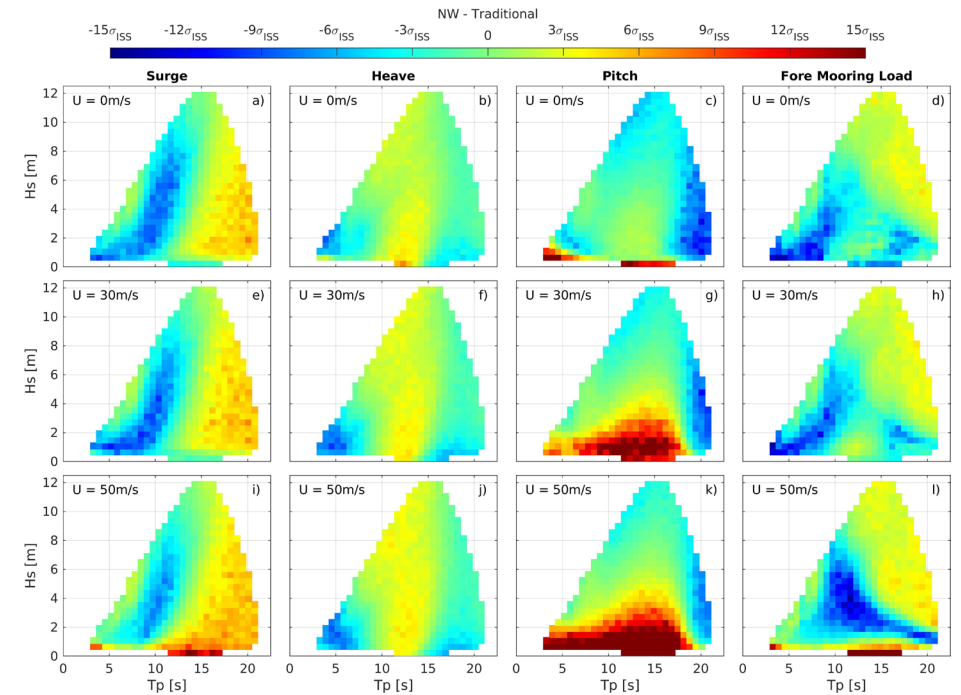 NW - Traditional
-15σISS -12σISS -9σISS -6σISS -3σISS 0 3σISS 6σISS 9σISS 12σISS 15σISS
Surge Heave Pitch Fore Mooring Load
U = 0m/s a) U = 0m/s b) U = 0m/s c) U = 0m/s d)
12
10
8
6
4
2
0
Hs [m]
U = 30m/s e) U = 30m/s f) U = 30m/s g) U = 30m/s h)
12
10
8
6
4
2
0
Hs [m]
U = 50m/s i) U = 50m/s j) U = 50m/s k) U = 50m/s l)
12
10
8
6
4
2
0
Hs [m]
0 5 10 15 20 0 5 10 15 20 0 5 10 15 20 0 5 10 15 20
Tp [s] Tp [s] Tp [s] Tp [s]